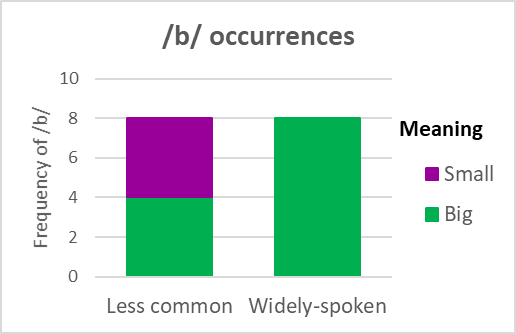 /b/ occurrences
Frequency of /b/
10
8
6
4
2
0
Less common
Widely-spoken
Meaning
Small
Big